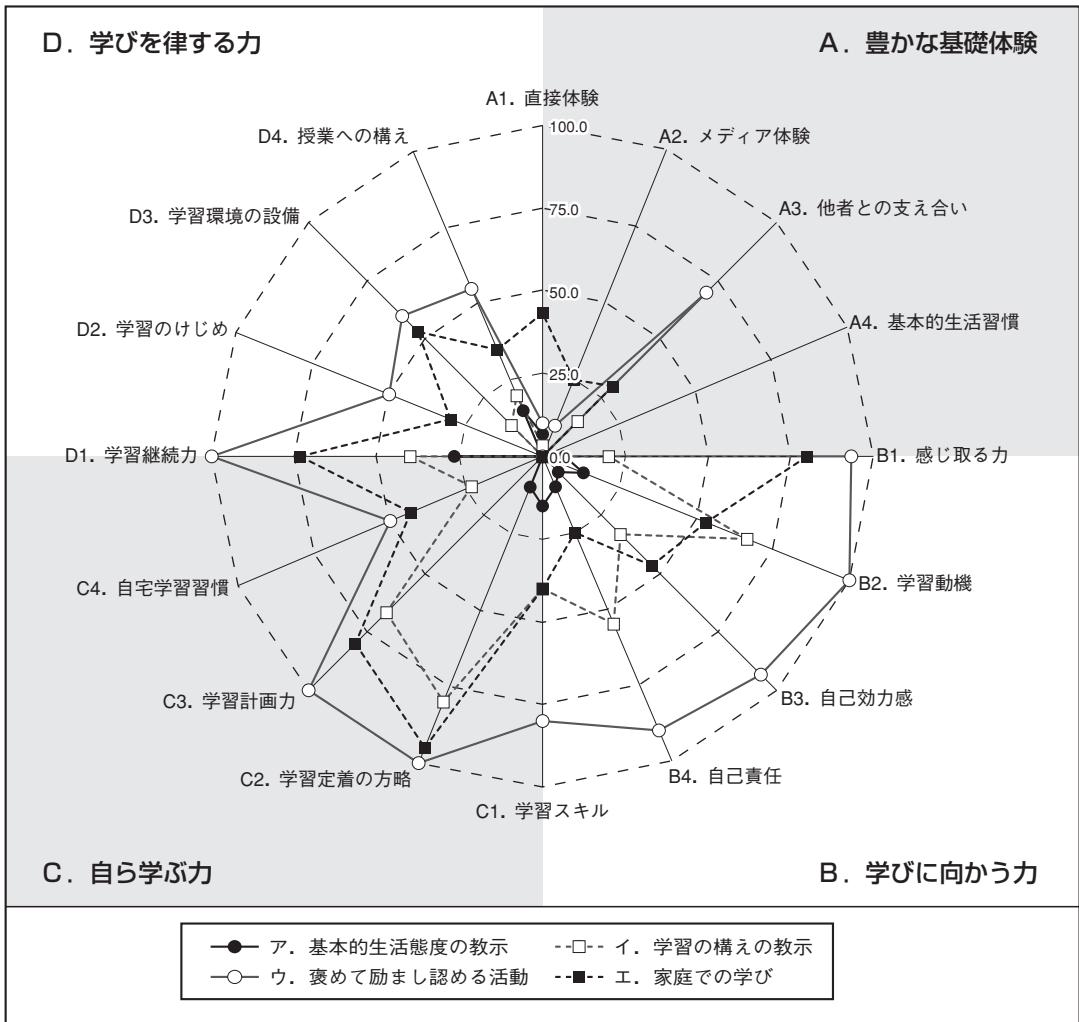 D．学びを律する力
A．豊かな基礎体験
A1．直接体験
D4．授業への構え
100.0
A2．メディア体験
D3．学習環境の設備
75.0
A3．他者との支え合い
D2．学習のけじめ
50.0
A4．基本的生活習慣
25.0
D1．学習継続力
0.0
B1．感じ取る力
C4．自宅学習習慣
B2．学習動機
C3．学習計画力
B3．自己効力感
C2．学習定着の方略
B4．自己責任
C1．学習スキル
C．自ら学ぶ力
B．学びに向かう力
ア．基本的生活態度の教示
イ．学習の構えの教示
ウ．褒めて励まし認める活動
エ．家庭での学び